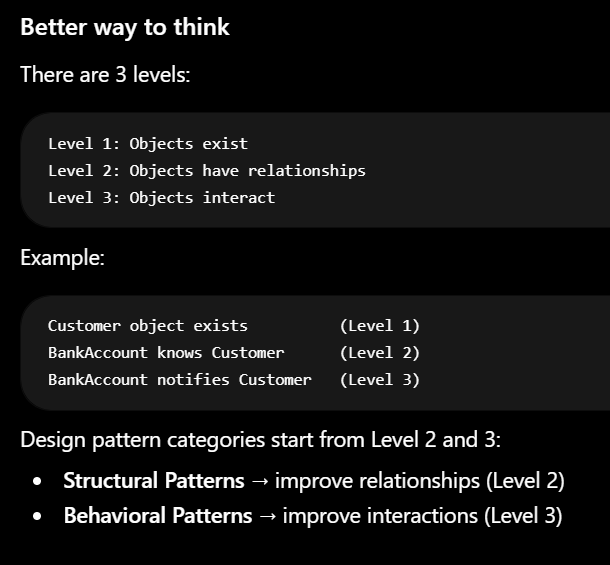 Better way to think
There are 3 levels:
Level 1: Objects exist
Level 2: Objects have relationships
Level 3: Objects interact
Example:
Customer object exists (Level 1)
BankAccount knows Customer (Level 2)
BankAccount notifies Customer (Level 3)
Design pattern categories start from Level 2 and 3:
• Structural Patterns → improve relationships (Level 2)
• Behavioral Patterns → improve interactions (Level 3)